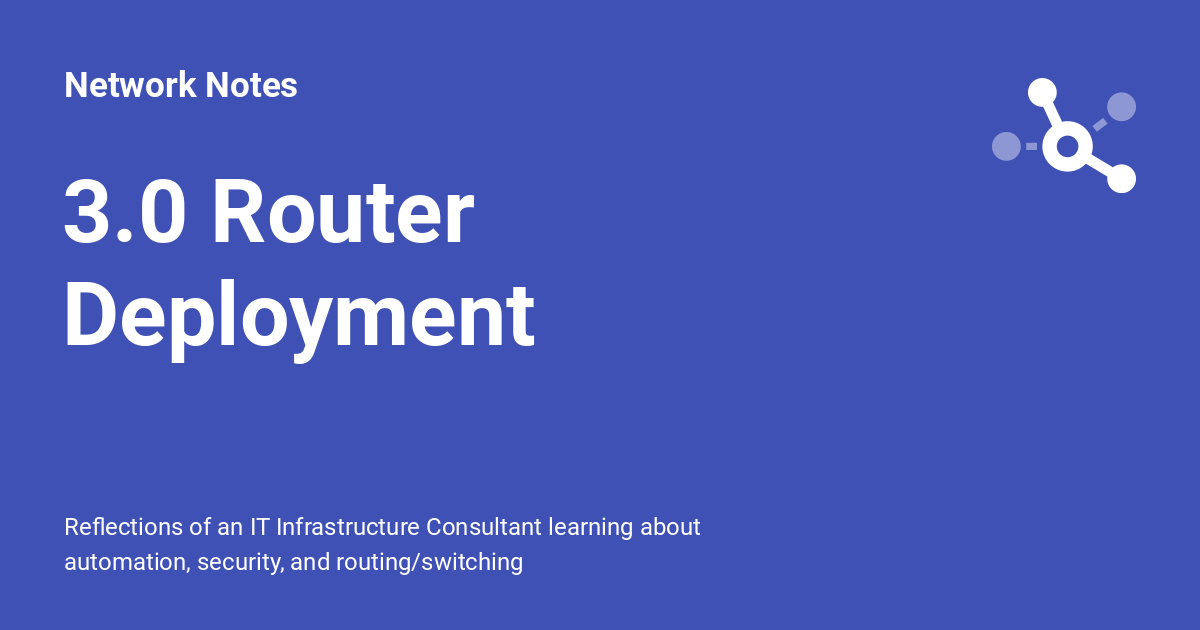 Network Notes
3.0 Router
Deployment
Reflections of an IT Infrastructure Consultant learning about
automation, security, and routing/switching